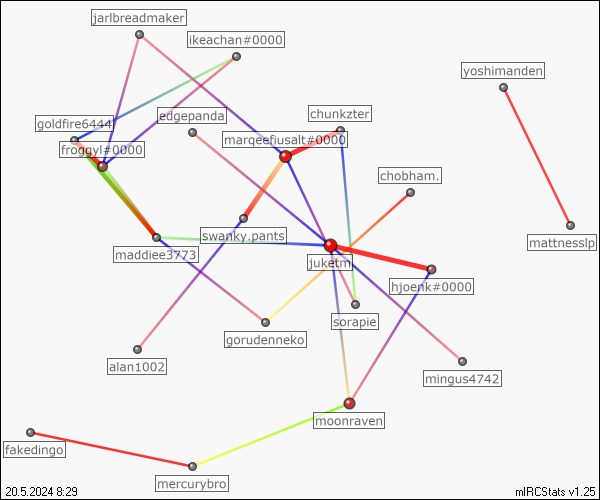 jarlbreadmaker
ikeachan#0000
yoshimanden
edgepanda
chunkzter
goldfire6444
marqeefiusalt#0000
froggyl#0000
chobham.
swanky.pants
mattnesslp
maddiee3773
juketm
hjoenk#0000
sorapie
gorudenneko
alan1002
mingus4742
moonraven
fakedingo
mercurybro
20.5.2024 8:29
mIRCStats v1.25